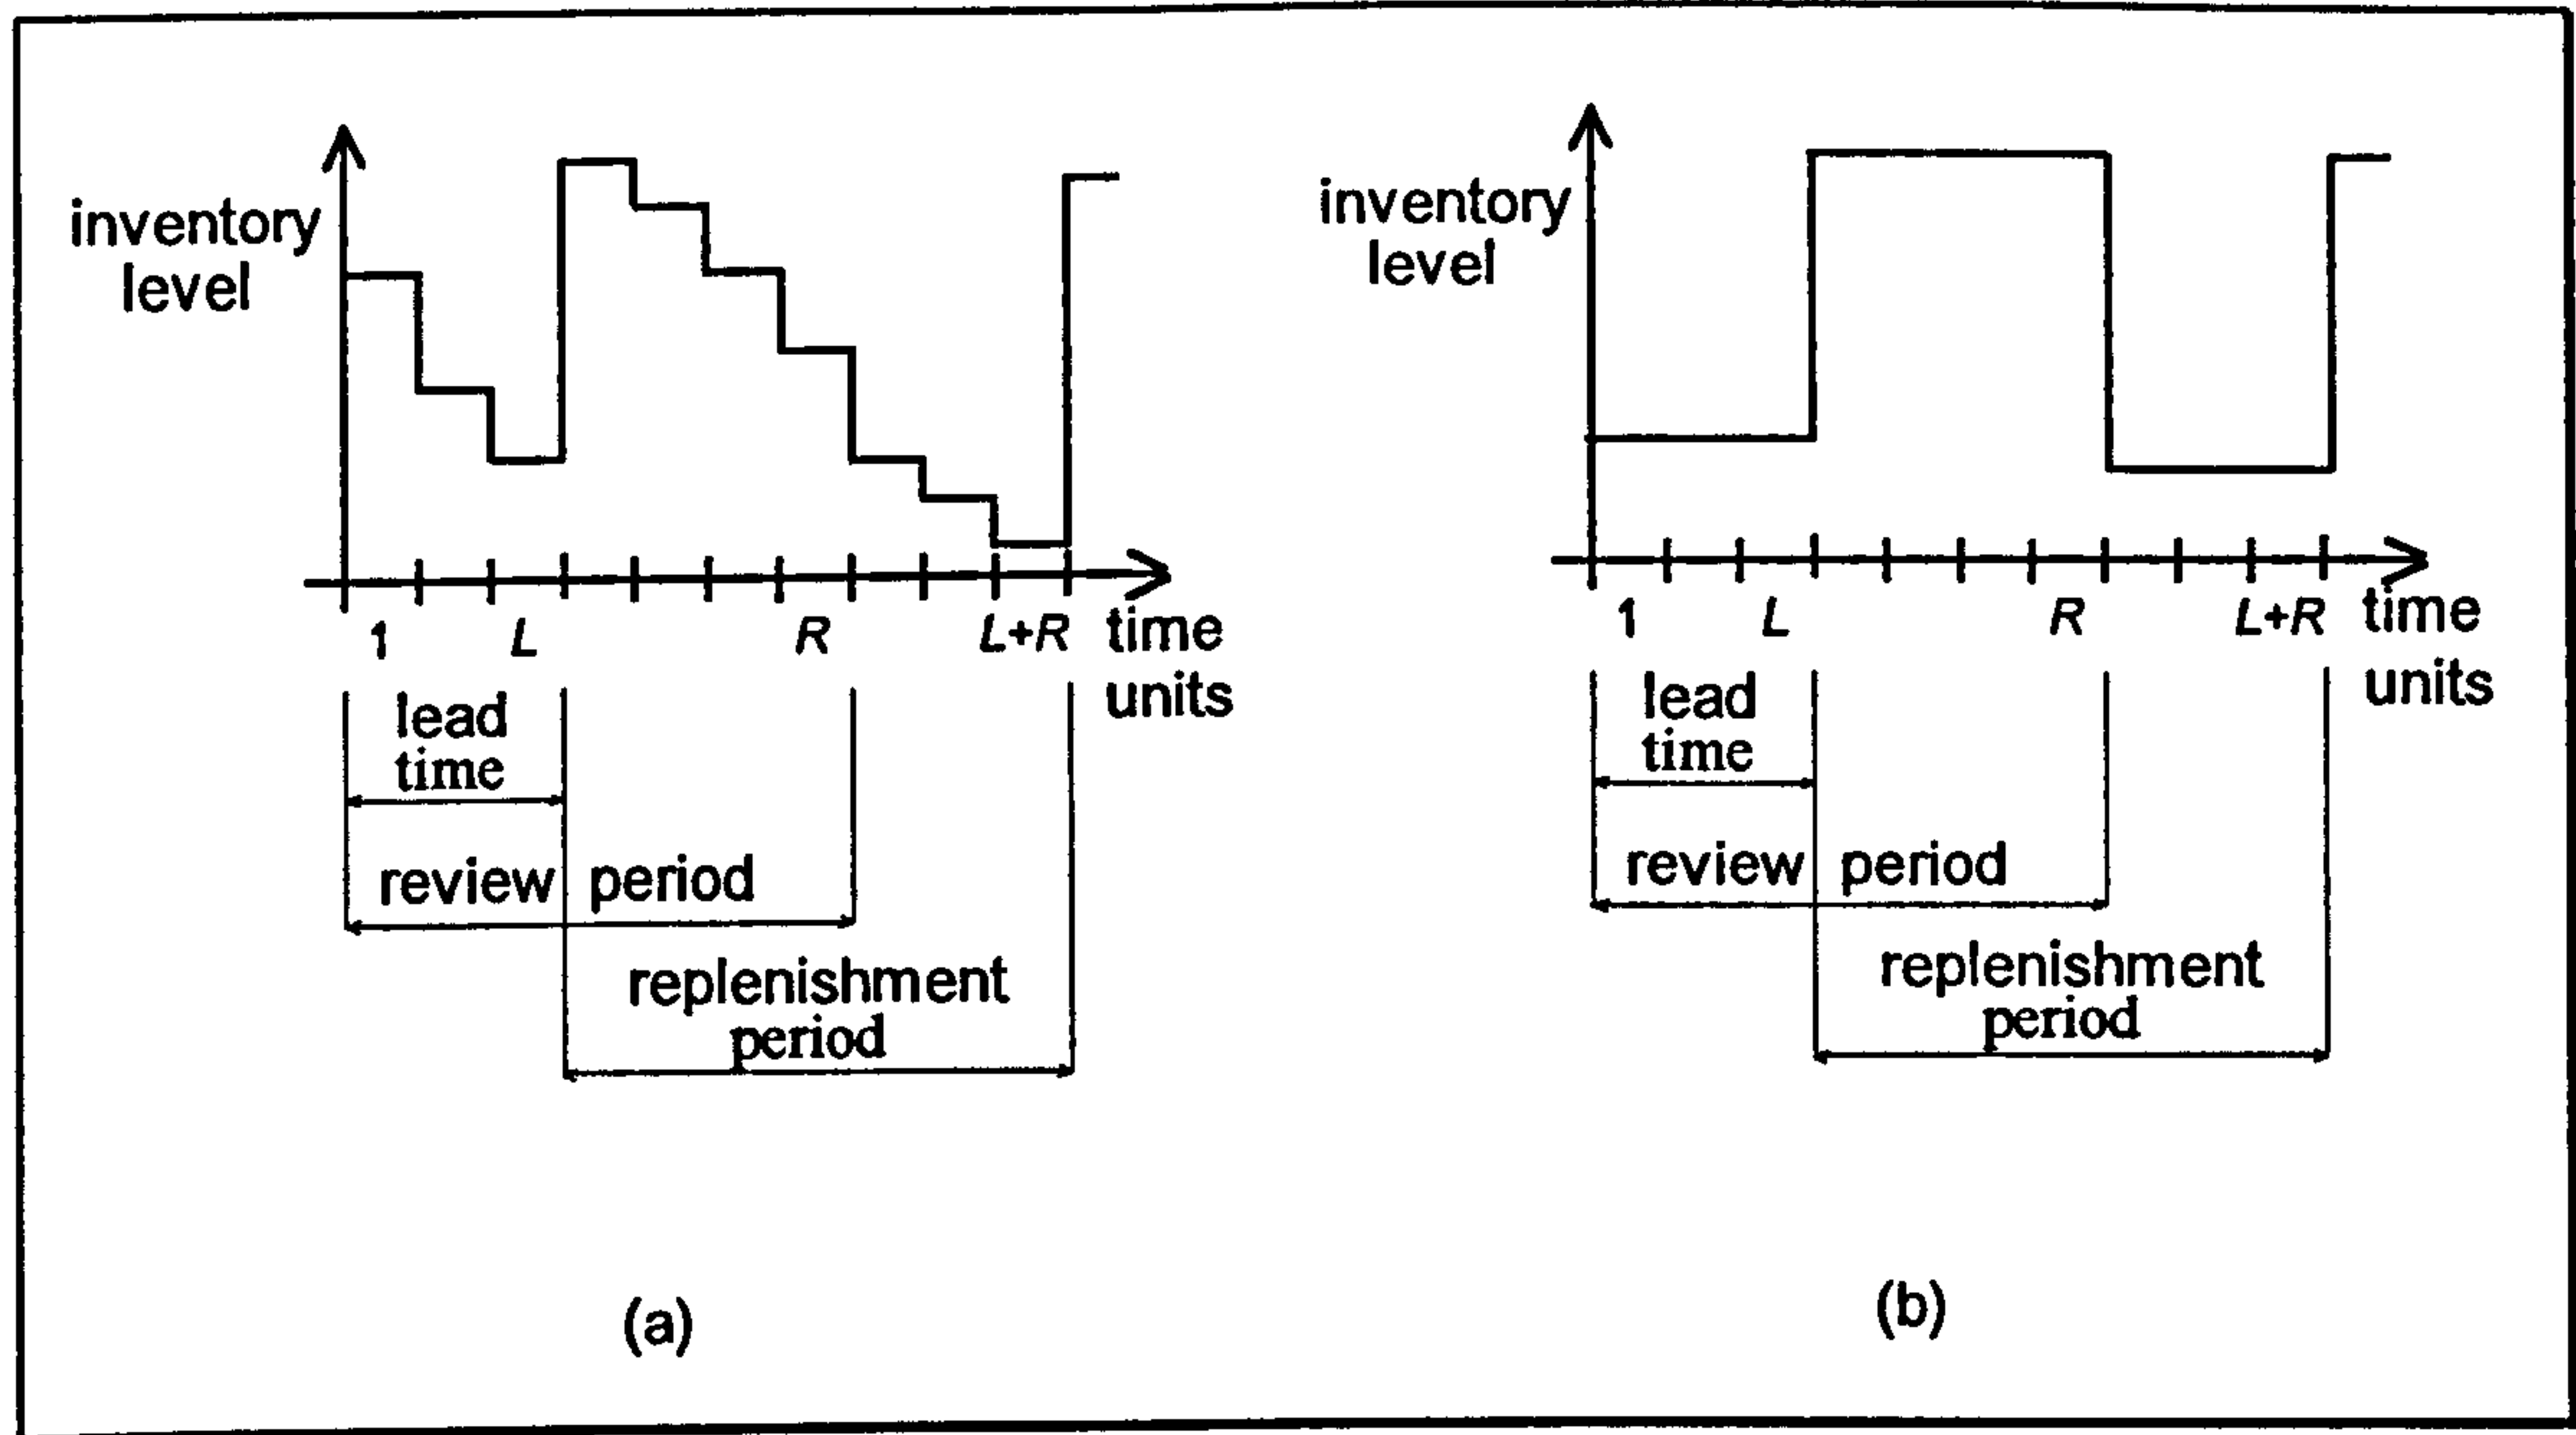 inventory
level
1 L R L+R time
units
lead
time
review period
replenishment
period
(a)
inventory
level
1 L R L+R time
units
lead
time
review period
replenishment
period
(b)